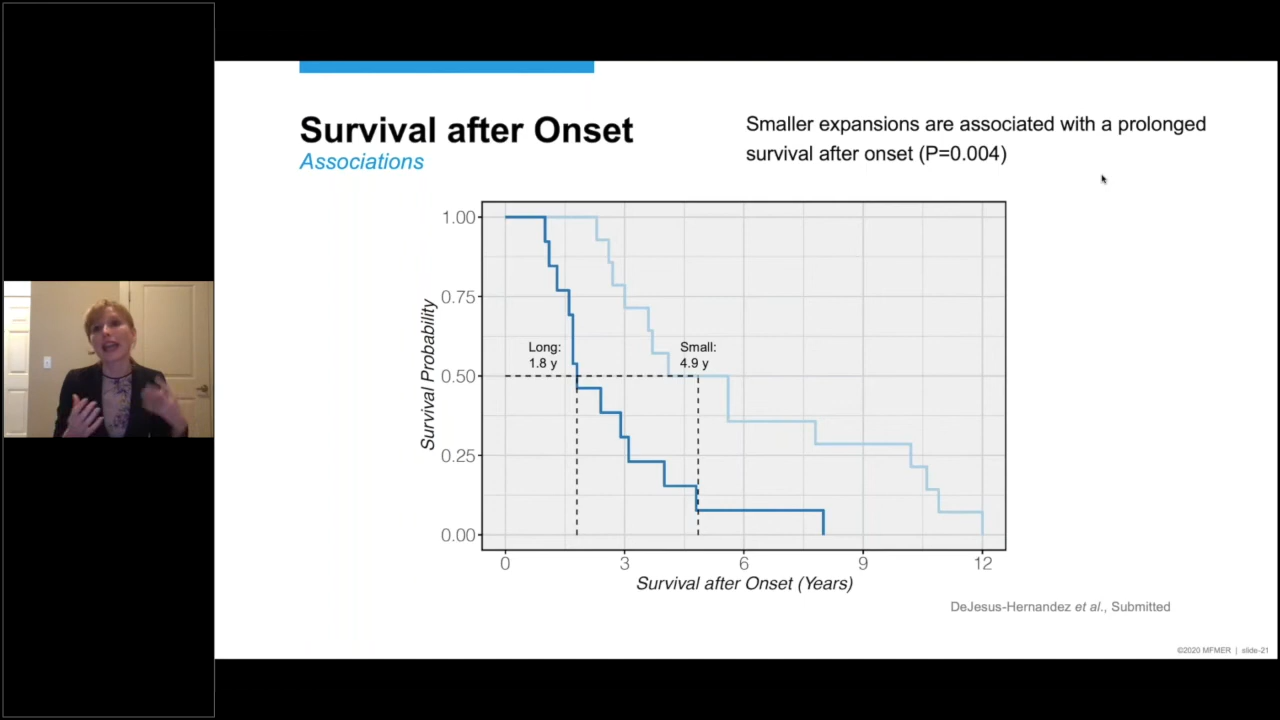 Survival after Onset
Associations
Smaller expansions are associated with a prolonged
survival after onset (P=0.004)
Survival Probability
1.00
0.75
0.50
0.25
0.00
Long:
1.8 y
Small:
4.9 y
0 3 6 9 12
Survival after Onset (Years)
DeJesus-Hernandez et al., Submitted
©2020 MFMER | slide-21